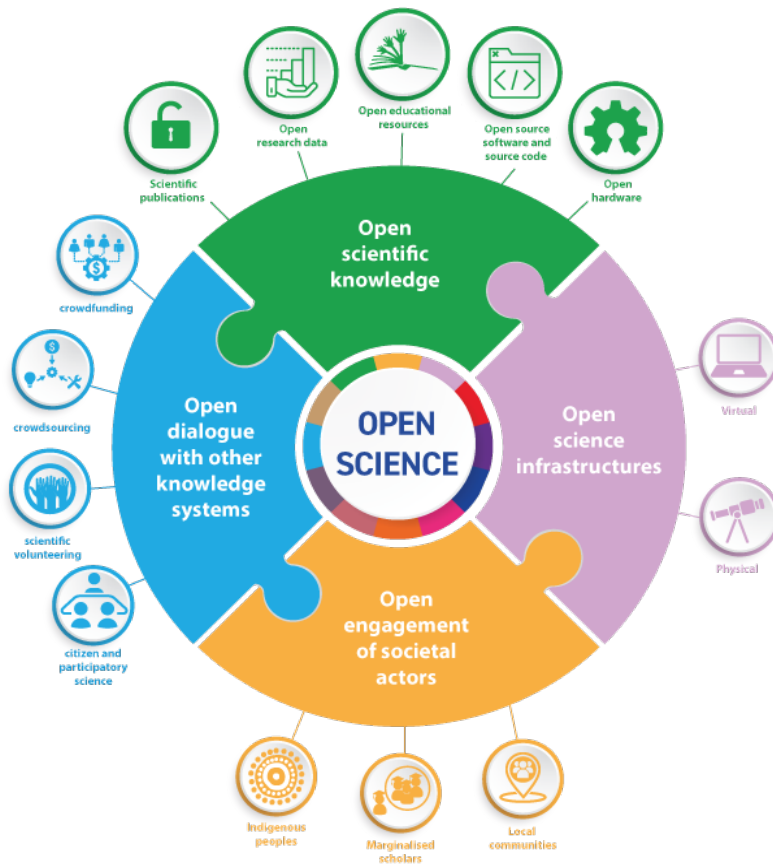 Scientific
publications
Open
research data
Open educational
resources
Open source
software and
source code
Open
hardware
Open
scientific
knowledge
crowdfunding
crowdsourcing
scientific
volunteering
citizen and
participatory
science
Open
dialogue
with other
knowledge
systems
OPEN
SCIENCE
Open
science
infrastructures
Virtual
Physical
Open
engagement
of societal
actors
Indigenous
peoples
Marginalised
scholars
Local
communities
$
$
</>